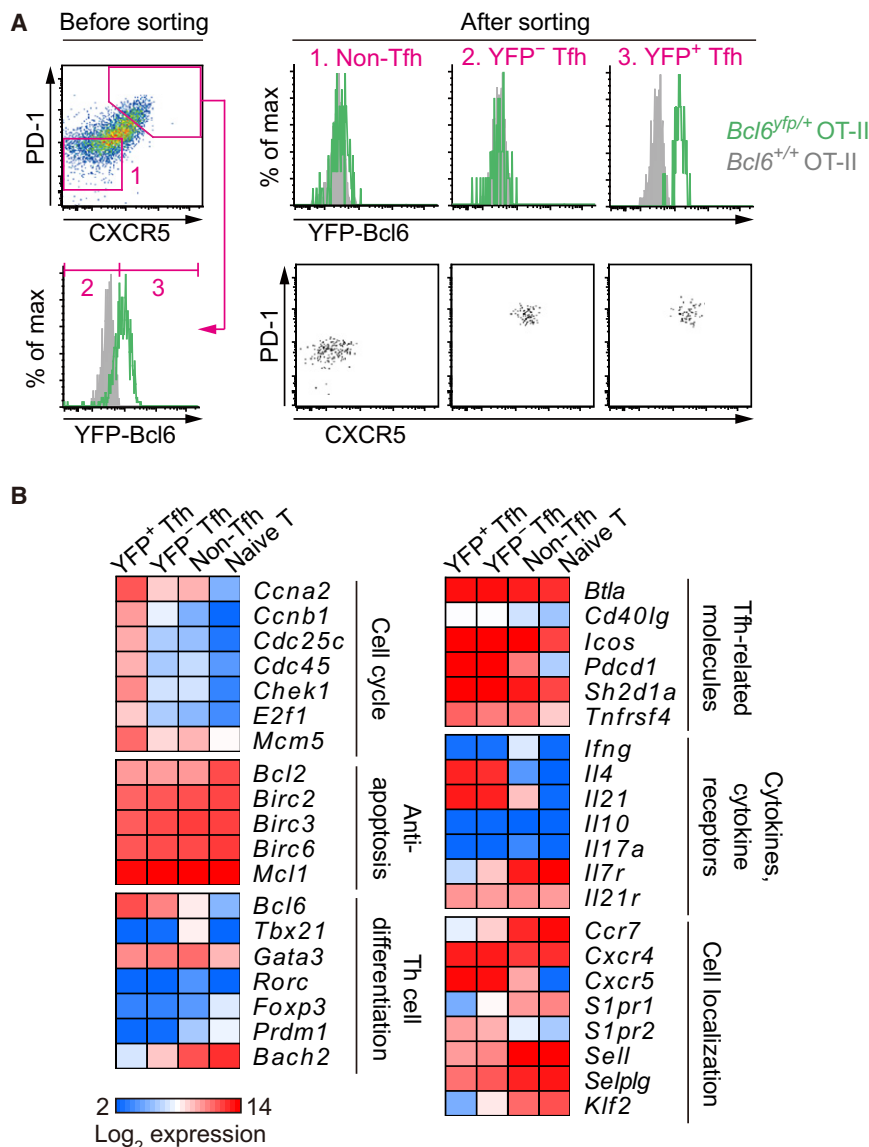 A
Before sorting
After sorting
1. Non-Tfh
2. YFP⁻ Tfh
3. YFP⁺ Tfh
PD-1
1
CXCR5
% of max
YFP-Bcl6
Bcl6^yfp/+ OT-II
Bcl6^+/+ OT-II
2
3
% of max
YFP-Bcl6
PD-1
CXCR5
B
YFP⁺ Tfh
YFP⁻ Tfh
Non-Tfh
Naive T
Ccna2
Ccnb1
Cdc25c
Cdc45
Chek1
E2f1
Mcm5
Cell cycle
Bcl2
Birc2
Birc3
Birc6
Mcl1
Anti-
apoptosis
Bcl6
Tbx21
Gata3
Rorc
Foxp3
Prdm1
Bach2
Th cell
differentiation
2
14
Log₂ expression
YFP⁺ Tfh
YFP⁻ Tfh
Non-Tfh
Naive T
Btla
Cd40lg
Icos
Pdcd1
Sh2d1a
Tnfrsf4
Tfh-related
molecules
Ifng
Il4
Il21
Il10
Il17a
Il7r
Il21r
Cytokines,
cytokine
receptors
Ccr7
Cxcr4
Cxcr5
S1pr1
S1pr2
Sell
Selplg
Klf2
Cell localization